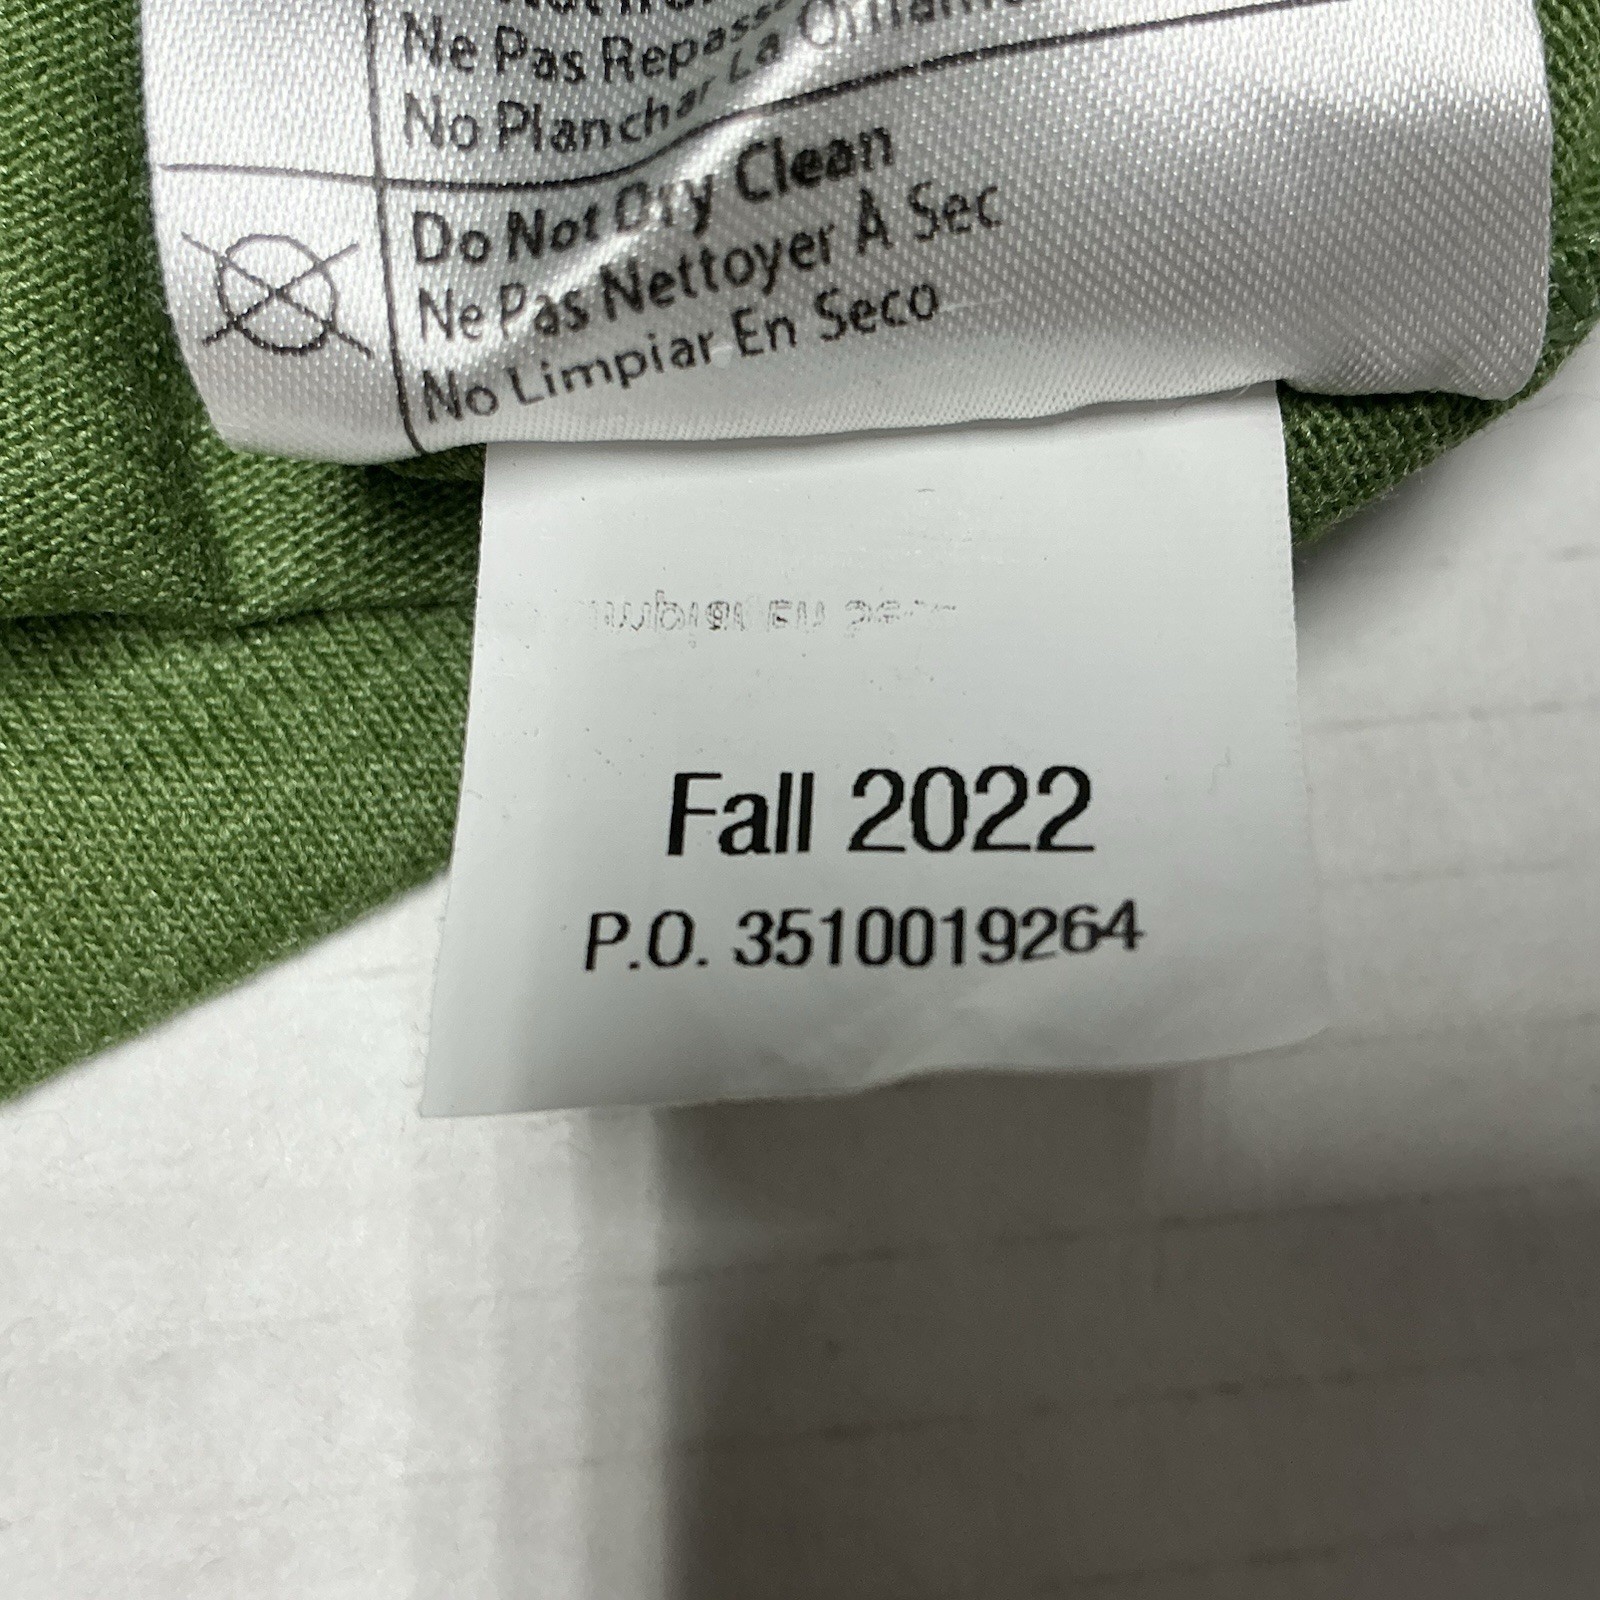 Ne Pas
No Planchar La
Do Not Dry Clean
Ne Pas Nettoyer À Sec
No Limpiar En Seco
Fall 2022
P.O. 3510019264